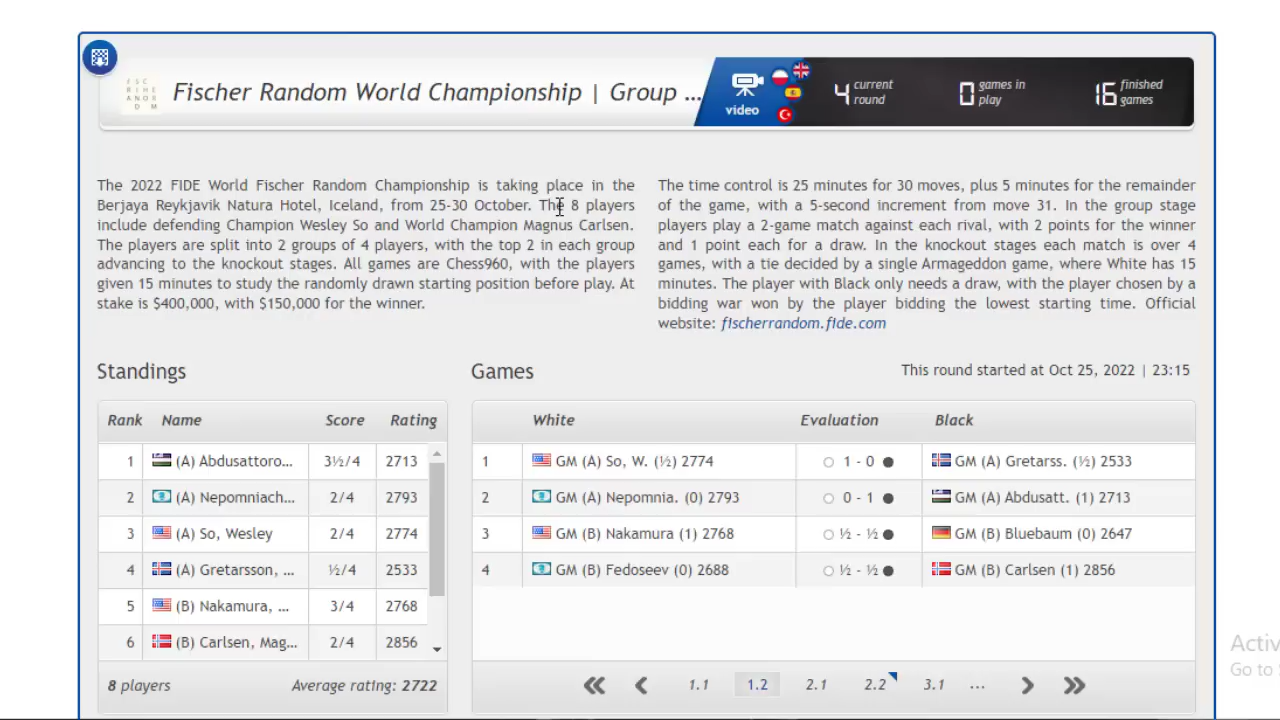 FISC
HERA
NDOM
Fischer Random World Championship | Group ...
video
4 current round
0 games in play
16 finished games
The 2022 FIDE World Fischer Random Championship is taking place in the
Berjaya Reykjavik Natura Hotel, Iceland, from 25-30 October. The 8 players
include defending Champion Wesley So and World Champion Magnus Carlsen.
The players are split into 2 groups of 4 players, with the top 2 in each group
advancing to the knockout stages. All games are Chess960, with the players
given 15 minutes to study the randomly drawn starting position before play. At
stake is $400,000, with $150,000 for the winner.
The time control is 25 minutes for 30 moves, plus 5 minutes for the remainder
of the game, with a 5-second increment from move 31. In the group stage
players play a 2-game match against each rival, with 2 points for the winner
and 1 point each for a draw. In the knockout stages each match is over 4
games, with a tie decided by a single Armageddon game, where White has 15
minutes. The player with Black only needs a draw, with the player chosen by a
bidding war won by the player bidding the lowest starting time. Official
website: fischerrandom.fide.com
Standings
Rank Name Score Rating
1 (A) Abdusattoro... 3½/4 2713
2 (A) Nepomniach... 2/4 2793
3 (A) So, Wesley 2/4 2774
4 (A) Gretarsson, ... ½/4 2533
5 (B) Nakamura, ... 3/4 2768
6 (B) Carlsen, Mag... 2/4 2856
8 players Average rating: 2722
Games This round started at Oct 25, 2022 | 23:15
White Evaluation Black
1 GM (A) So, W. (½) 2774 1 - 0 GM (A) Gretarss. (½) 2533
2 GM (A) Nepomnia. (0) 2793 0 - 1 GM (A) Abdusatt. (1) 2713
3 GM (B) Nakamura (1) 2768 ½ - ½ GM (B) Bluebaum (0) 2647
4 GM (B) Fedoseev (0) 2688 ½ - ½ GM (B) Carlsen (1) 2856
1.1 1.2 2.1 2.2 3.1 ...
Activ
Go to